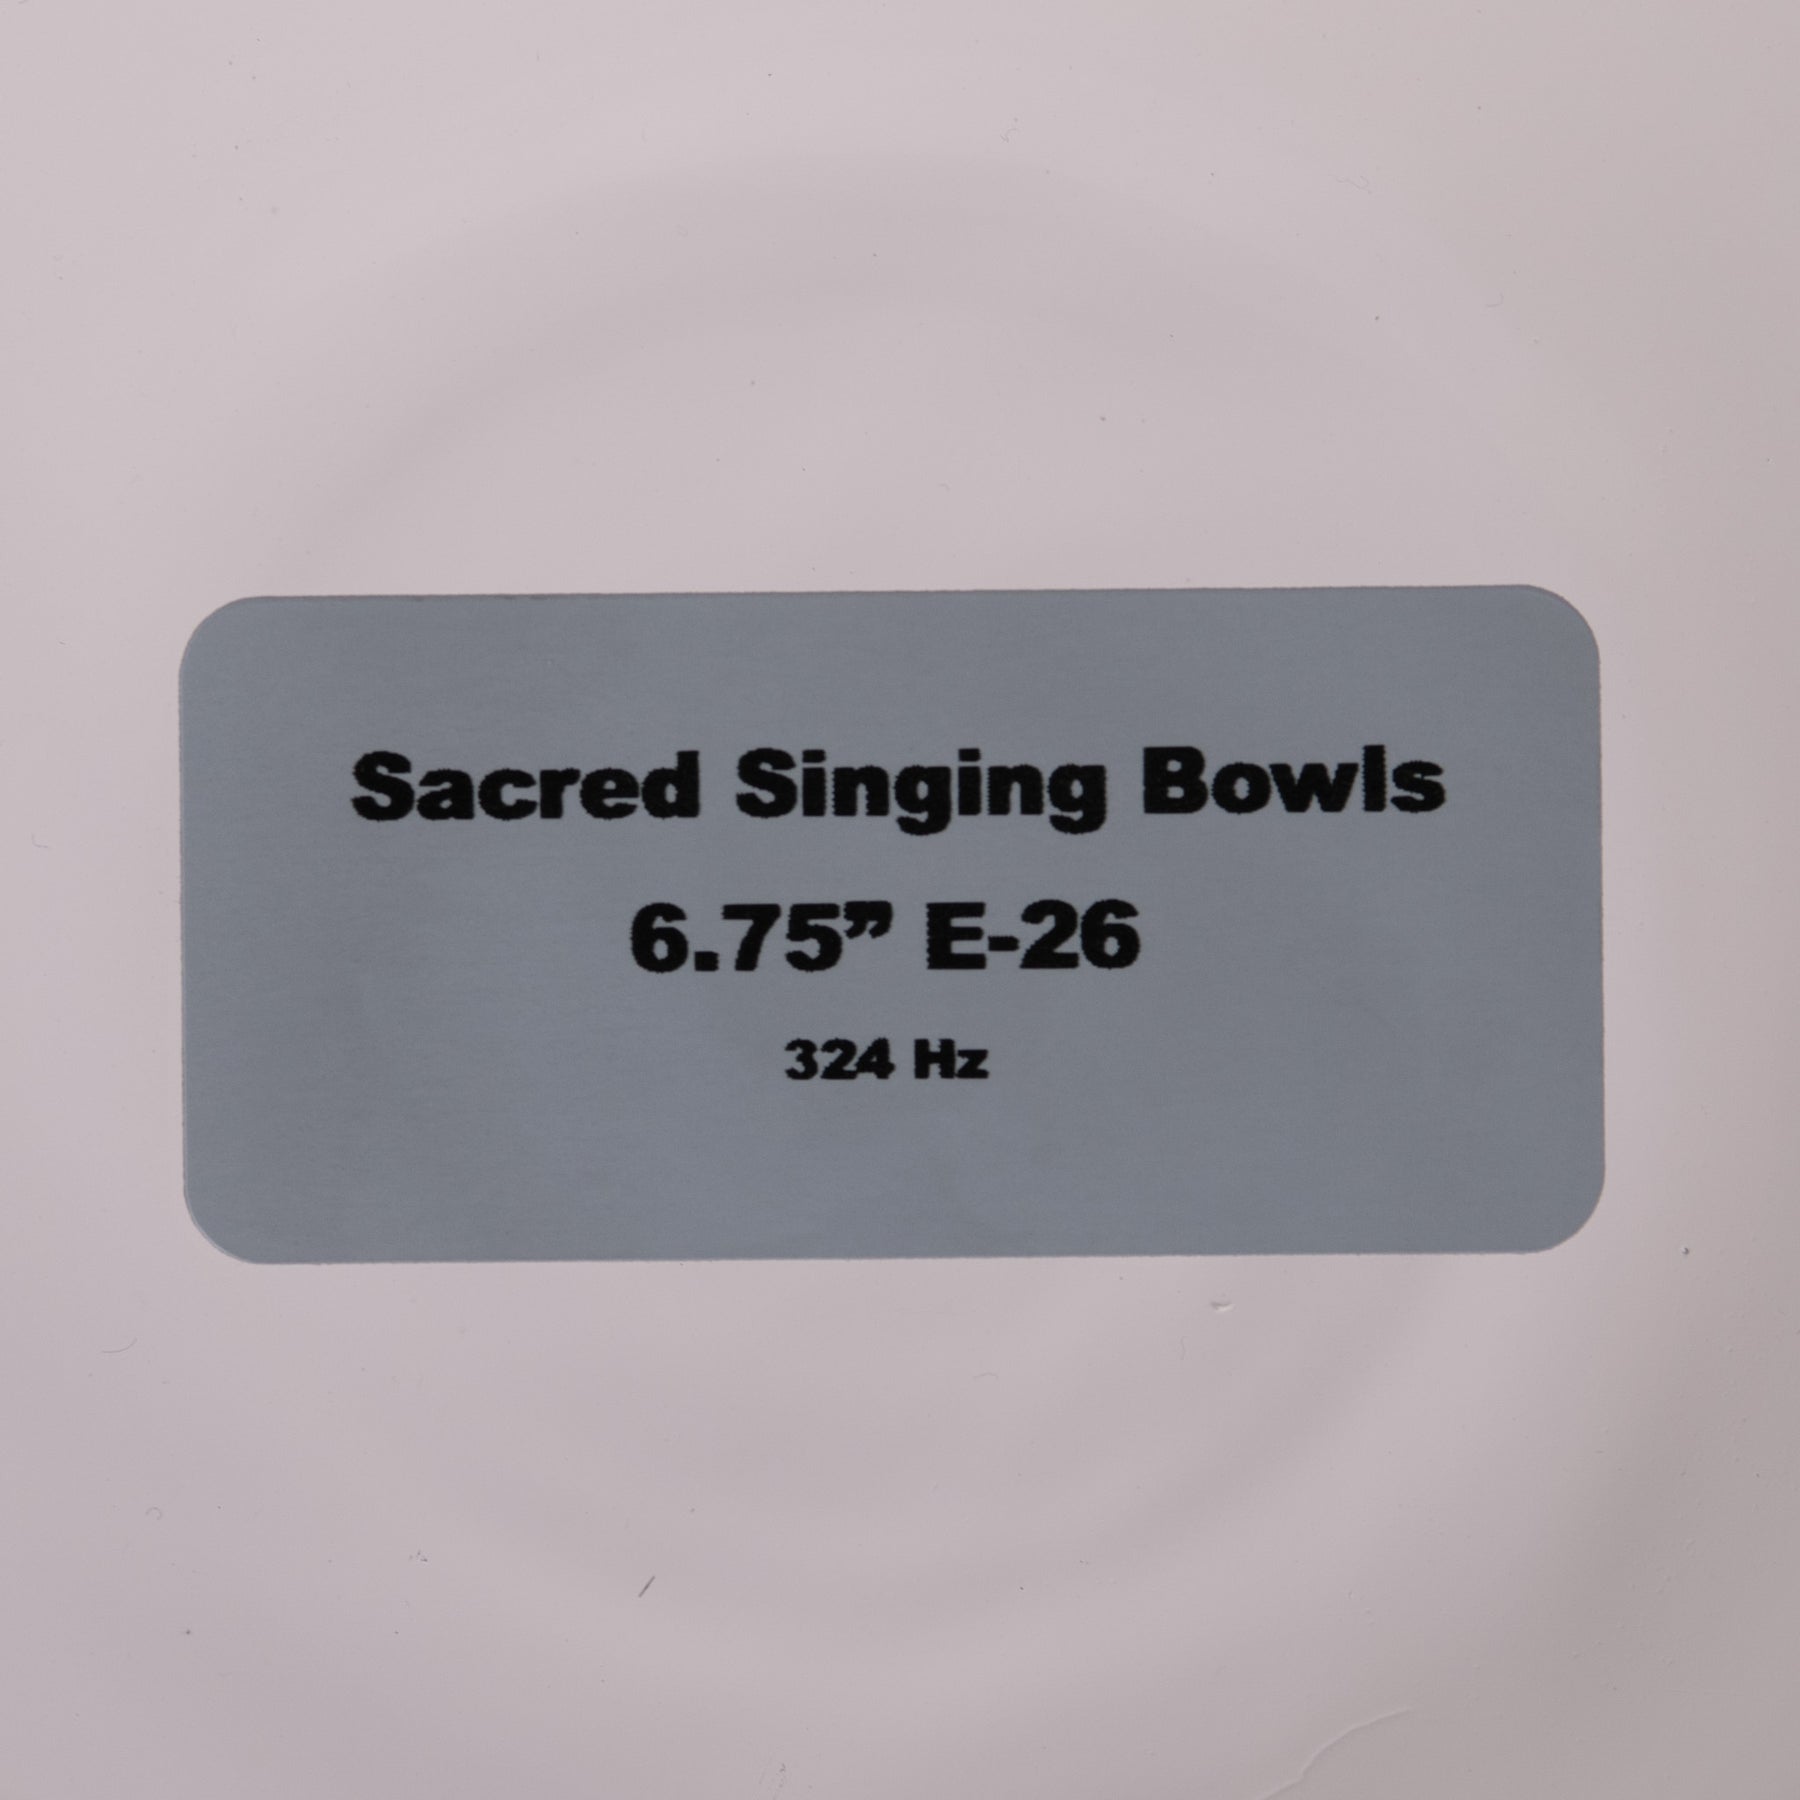 Sacred Singing Bowls
6.75” E-26
324 Hz